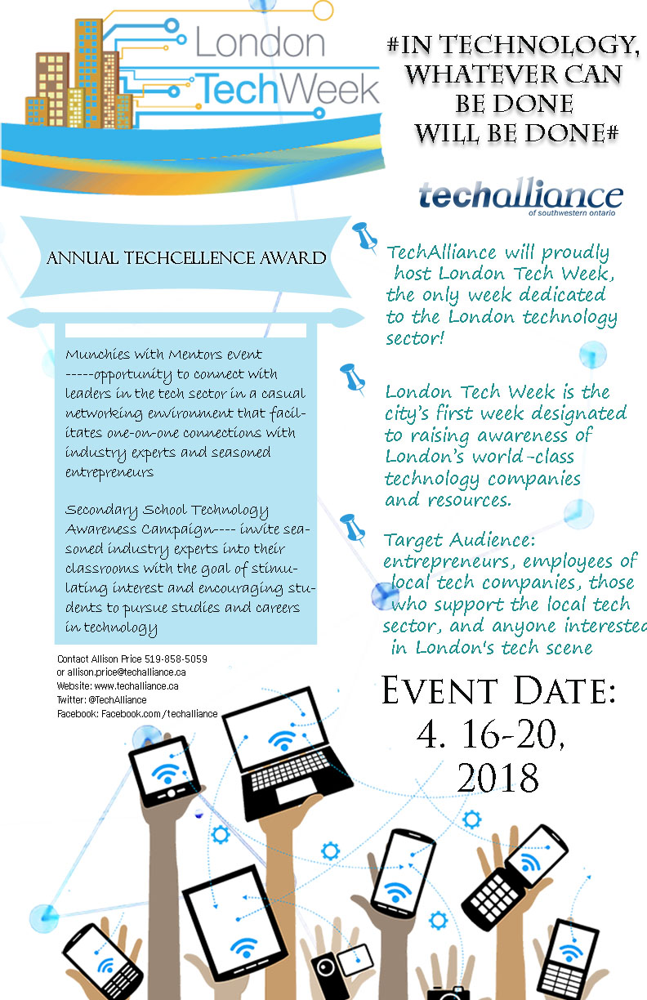 London
TechWeek
#IN TECHNOLOGY,
WHATEVER CAN
BE DONE
WILL BE DONE#
techalliance
of southwestern ontario
ANNUAL TECHCELLENCE AWARD
Munchies with Mentors event
-----opportunity to connect with
leaders in the tech sector in a casual
networking environment that facil-
itates one-on-one connections with
industry experts and seasoned
entrepreneurs
Secondary School Technology
Awareness Campaign---- invite sea-
soned industry experts into their
classrooms with the goal of stimu-
lating interest and encouraging stu-
dents to pursue studies and careers
in technology
Contact Allison Price 519-858-5059
or allison.price@techalliance.ca
Website: www.techalliance.ca
Twitter: @TechAlliance
Facebook: Facebook.com/techalliance
TechAlliance will proudly
host London Tech Week,
the only week dedicated
to the London technology
sector!
London Tech Week is the
city's first week designated
to raising awareness of
London's world-class
technology companies
and resources.
Target Audience:
entrepreneurs, employees of
local tech companies, those
who support the local tech
sector, and anyone interested
in London's tech scene
EVENT DATE:
4. 16-20,
2018